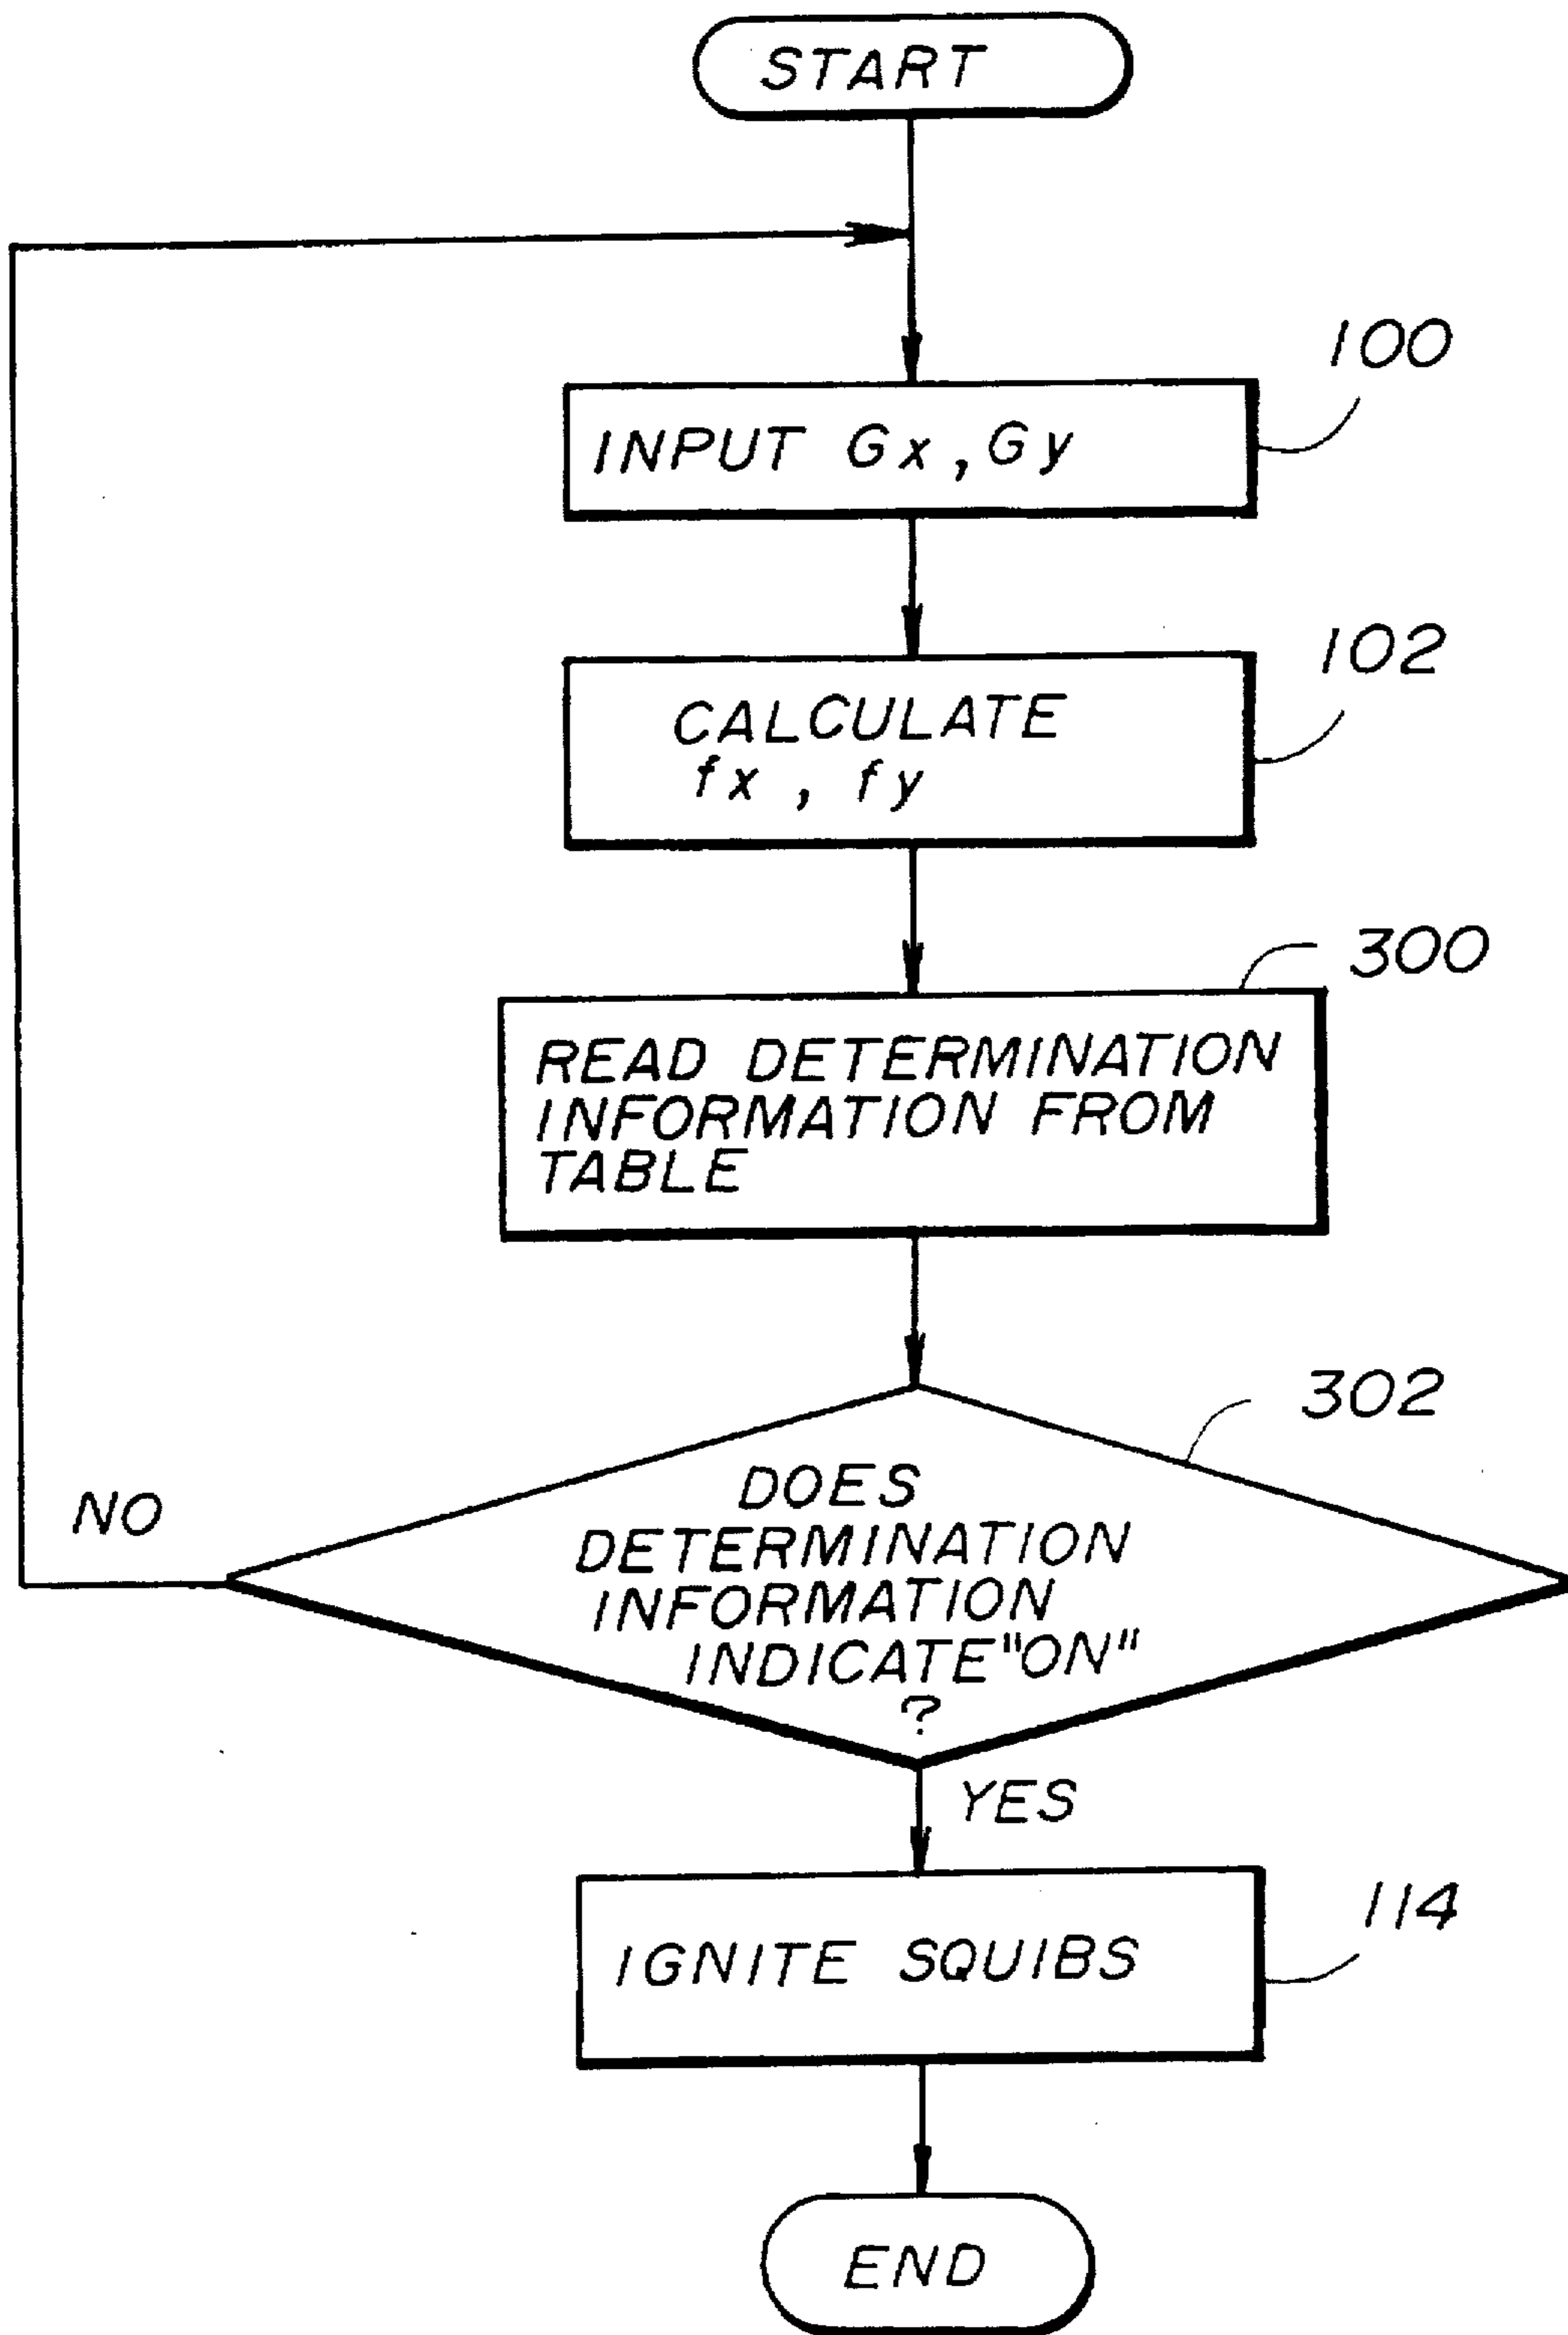 START
100
INPUT Gx, Gy
102
CALCULATE
fx, fy
300
READ DETERMINATION
INFORMATION FROM
TABLE
302
NO
DOES
DETERMINATION
INFORMATION
INDICATE "ON"
?
YES
114
IGNITE SQUIBS
END